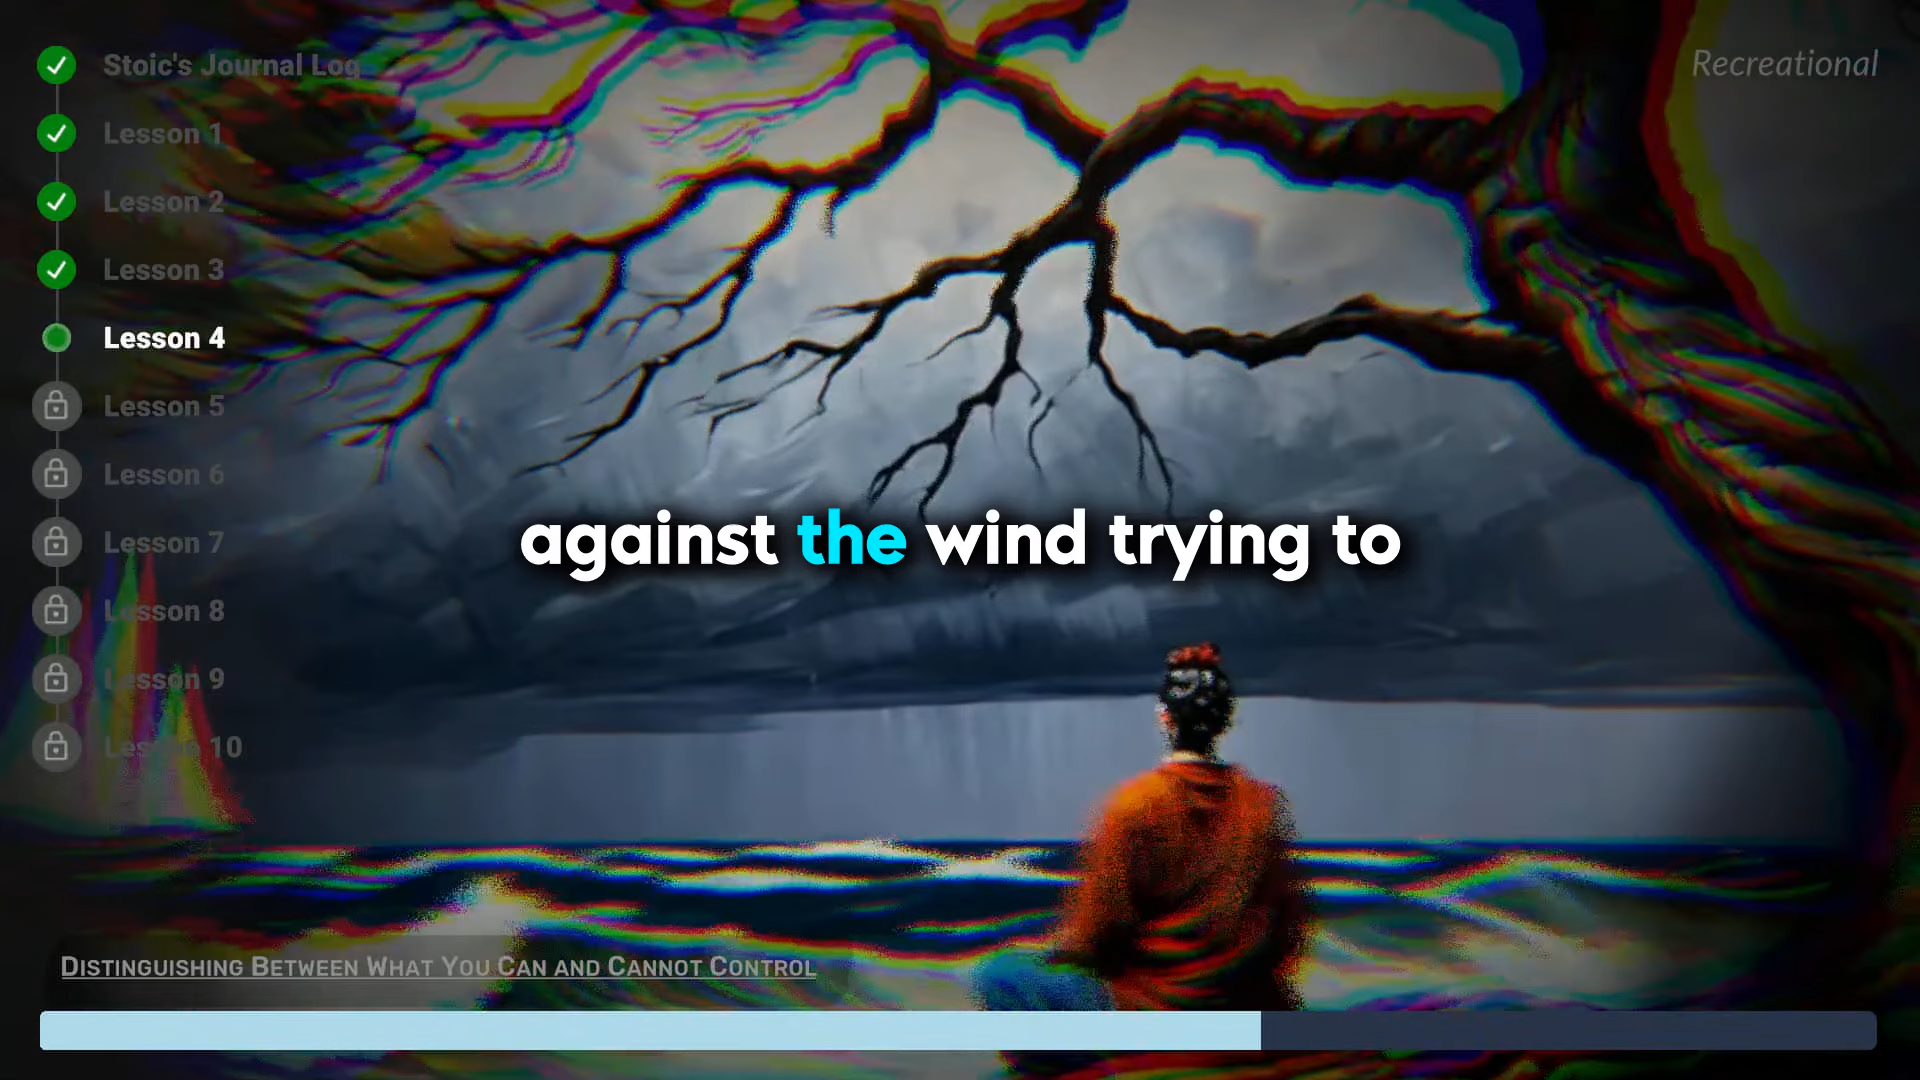 Stoic's Journal Log
Recreational
Lesson 1
Lesson 2
Lesson 3
Lesson 4
Lesson 5
Lesson 6
Lesson 7
Lesson 8
Lesson 9
Lesson 10
against the wind trying to
Distinguishing Between What You Can and Cannot Control